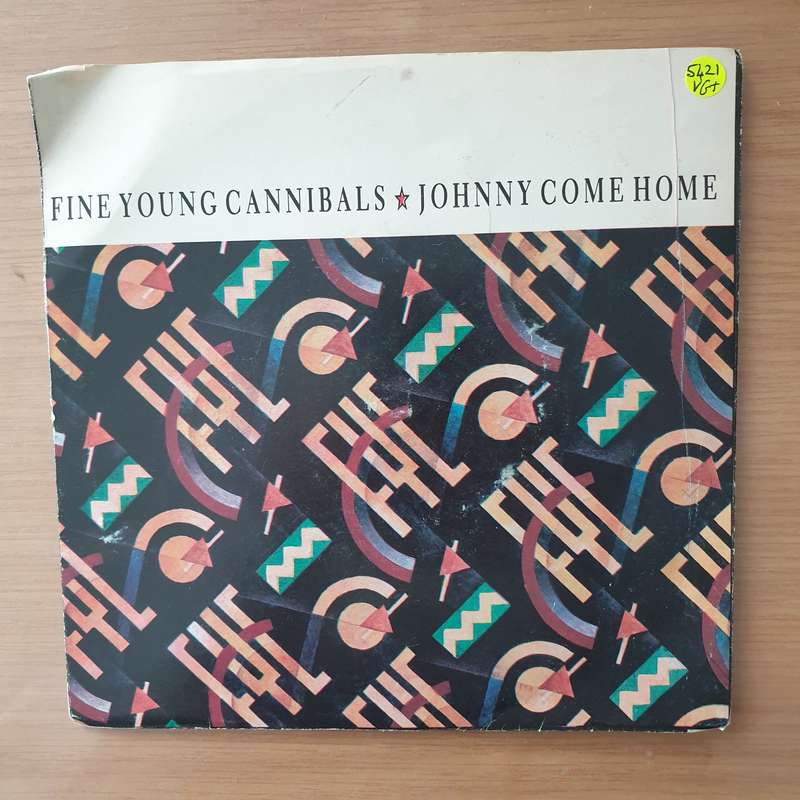 5421
VG+
FINE YOUNG CANNIBALS ★ JOHNNY COME HOME